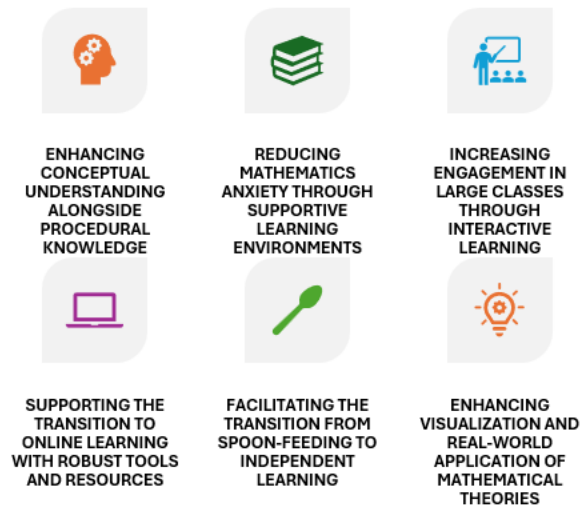 ENHANCING
CONCEPTUAL
UNDERSTANDING
ALONGSIDE
PROCEDURAL
KNOWLEDGE
REDUCING
MATHEMATICS
ANXIETY THROUGH
SUPPORTIVE
LEARNING
ENVIRONMENTS
INCREASING
ENGAGEMENT IN
LARGE CLASSES
THROUGH
INTERACTIVE
LEARNING
SUPPORTING THE
TRANSITION TO
ONLINE LEARNING
WITH ROBUST TOOLS
AND RESOURCES
FACILITATING THE
TRANSITION FROM
SPOON-FEEDING TO
INDEPENDENT
LEARNING
ENHANCING
VISUALIZATION AND
REAL-WORLD
APPLICATION OF
MATHEMATICAL
THEORIES